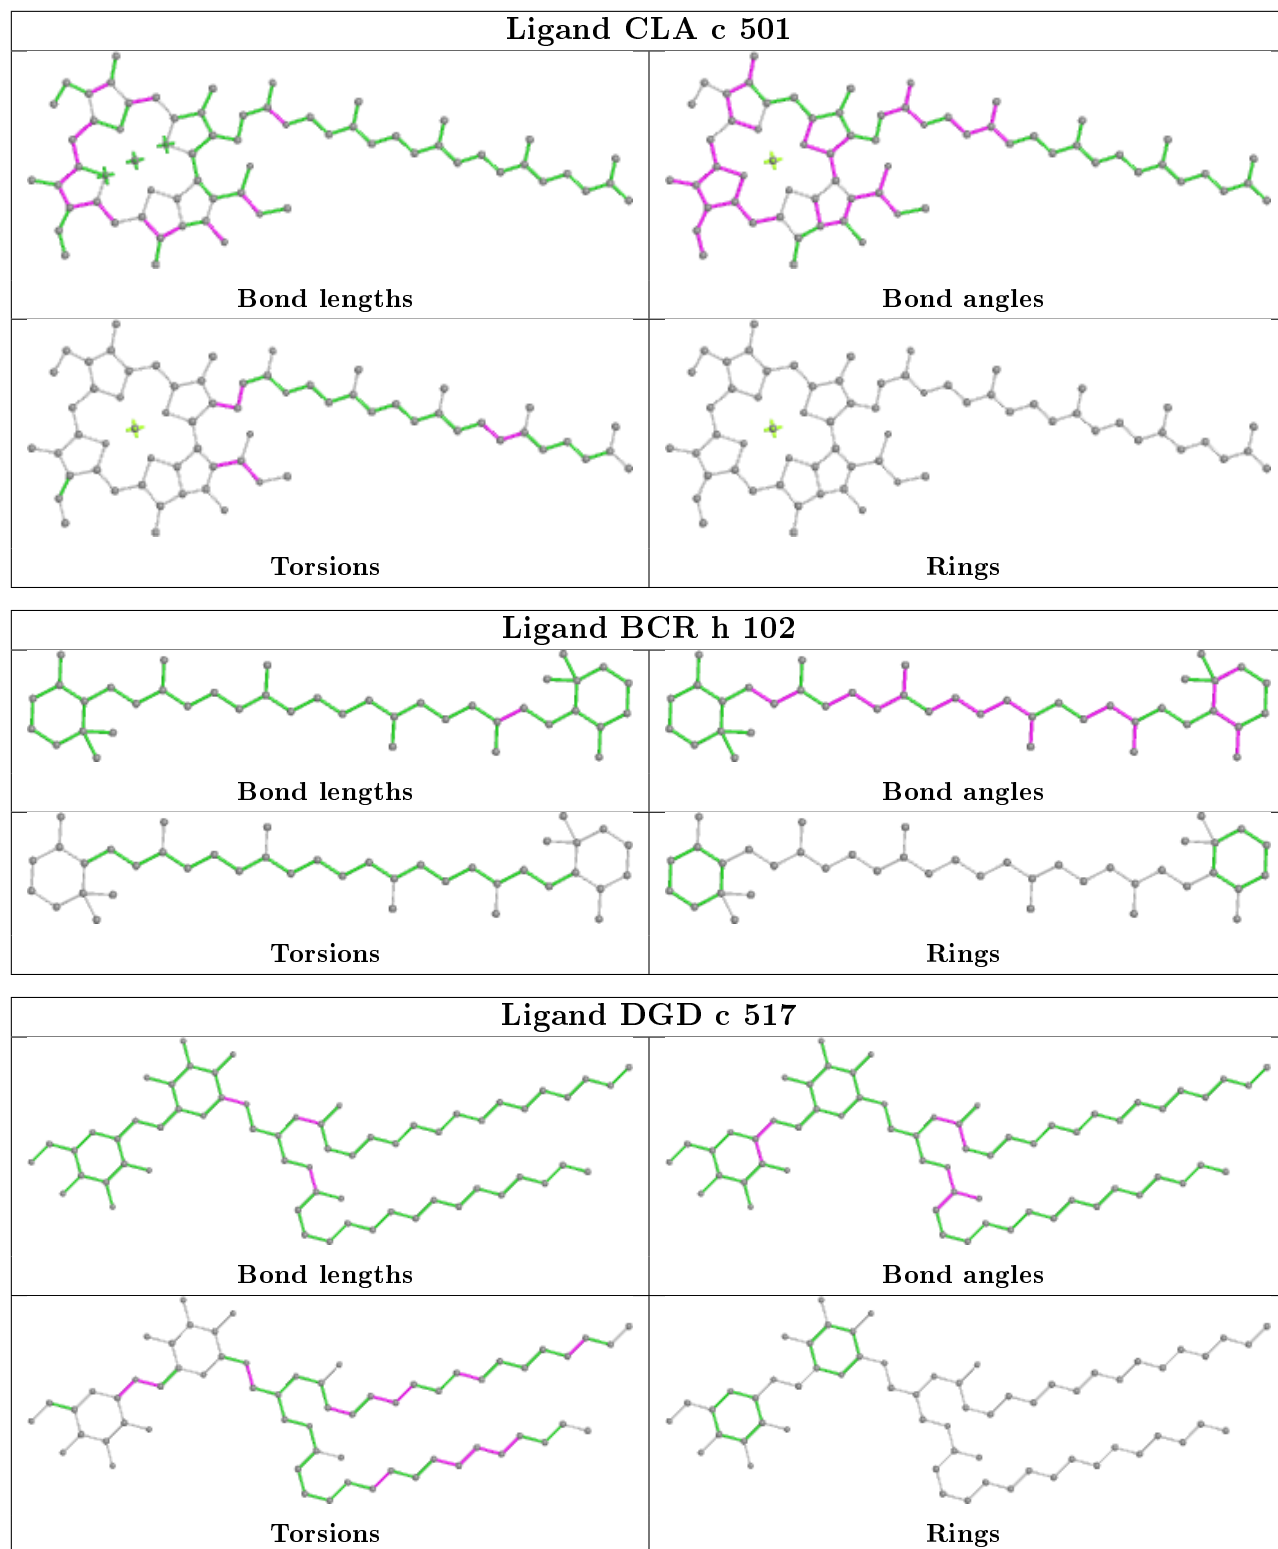 Ligand CLA c 501
Bond lengths
Bond angles
Torsions
Rings
Ligand BCR h 102
Bond lengths
Bond angles
Torsions
Rings
Ligand DGD c 517
Bond lengths
Bond angles
Torsions
Rings